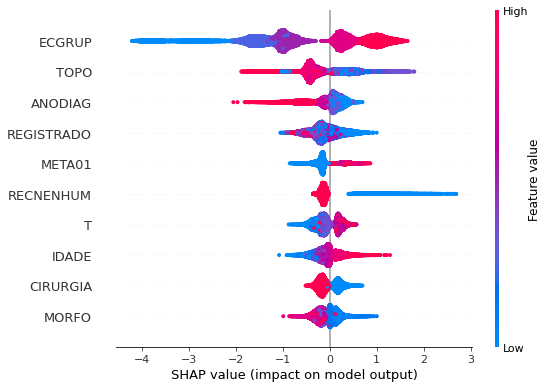 High
ECGRUP
TOPO
ANODIAG
REGISTRADO
META01
RECNENHUM
T
IDADE
CIRURGIA
MORFO
Feature value
Low
−4 −3 −2 −1 0 1 2 3
SHAP value (impact on model output)